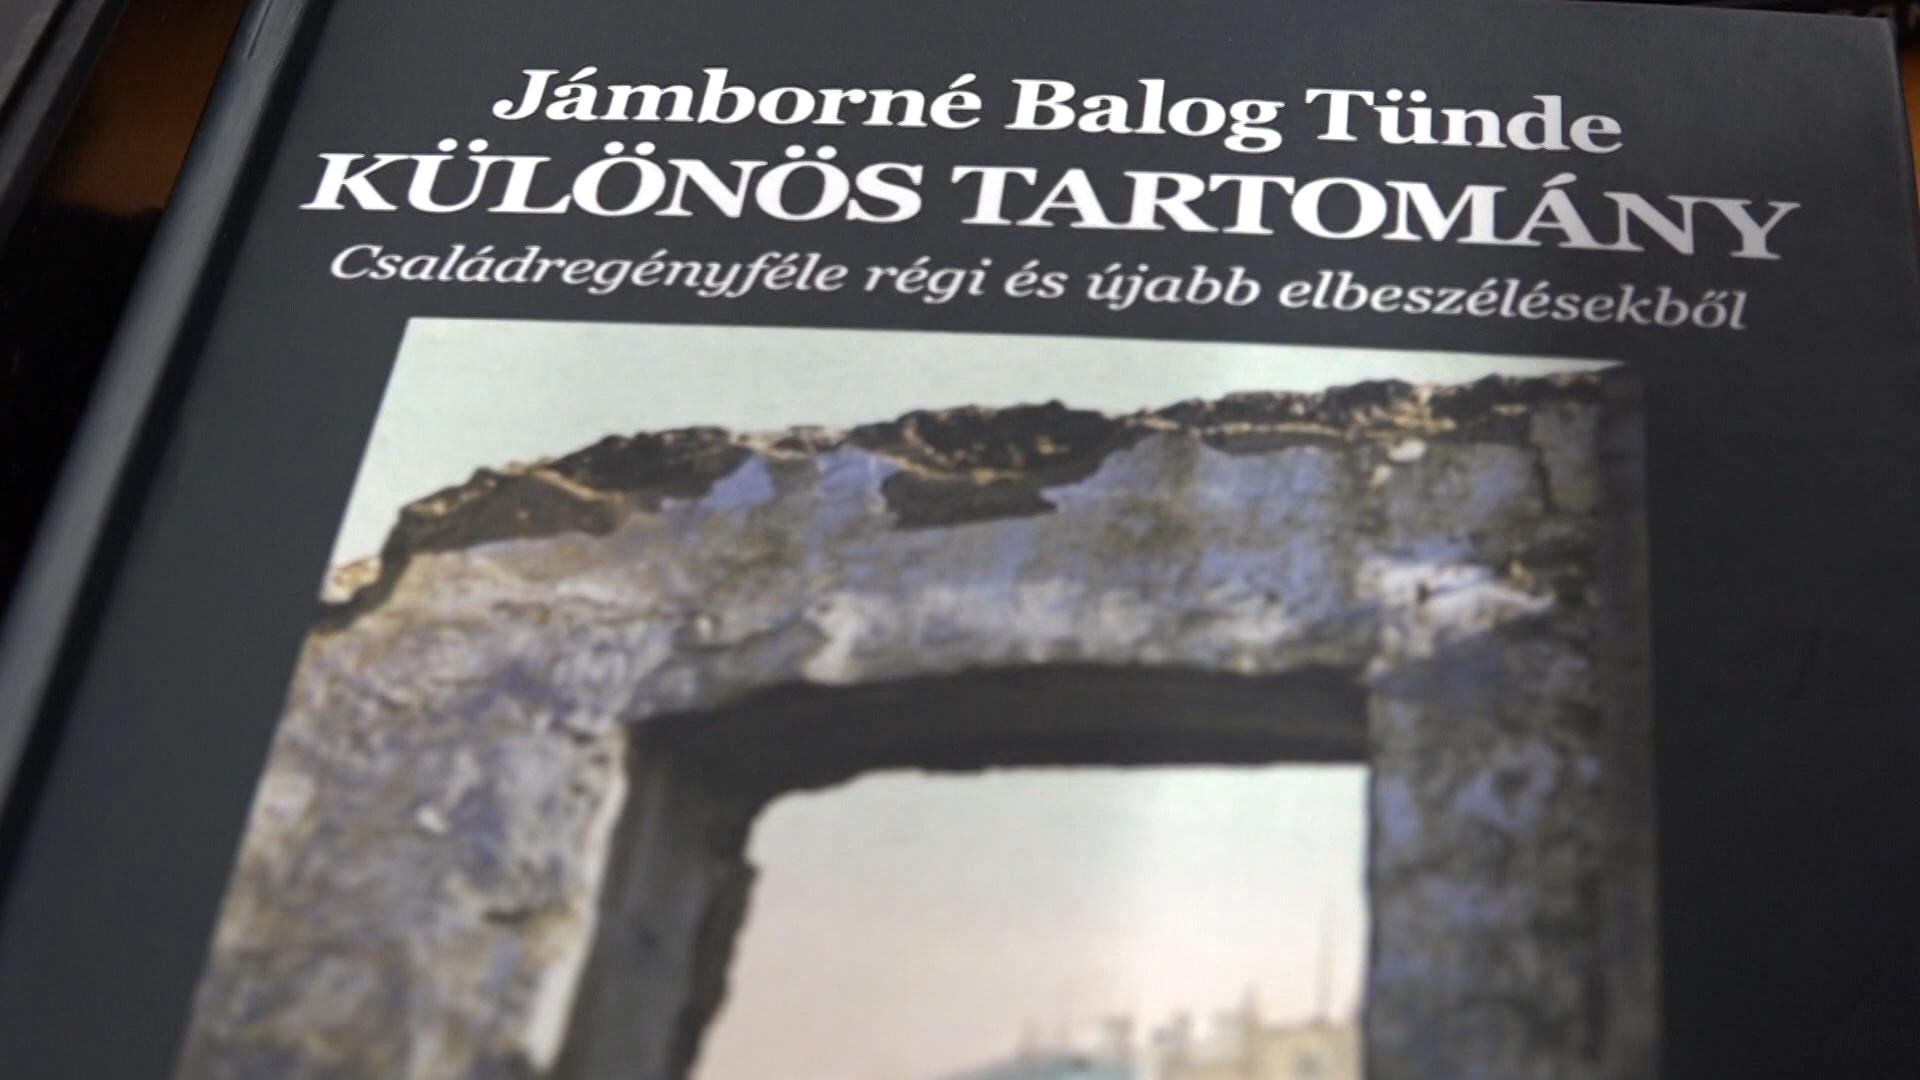 Jámborné Balog Tünde
KÜLÖNÖS TARTOMÁNY
Családregényféle régi és újabb elbeszélésekből